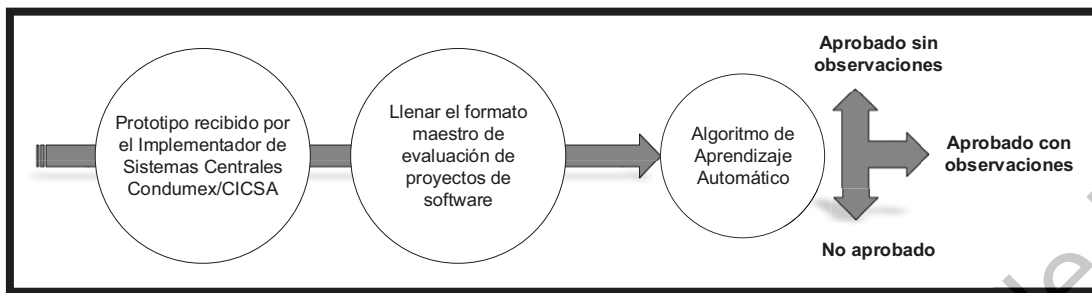 Prototipo recibido por
el Implementador de
Sistemas Centrales
Condumex/CICSA
Llenar el formato
maestro de
evaluación de
proyectos de
software
Algoritmo de
Aprendizaje
Automático
Aprobado sin
observaciones
Aprobado con
observaciones
No aprobado